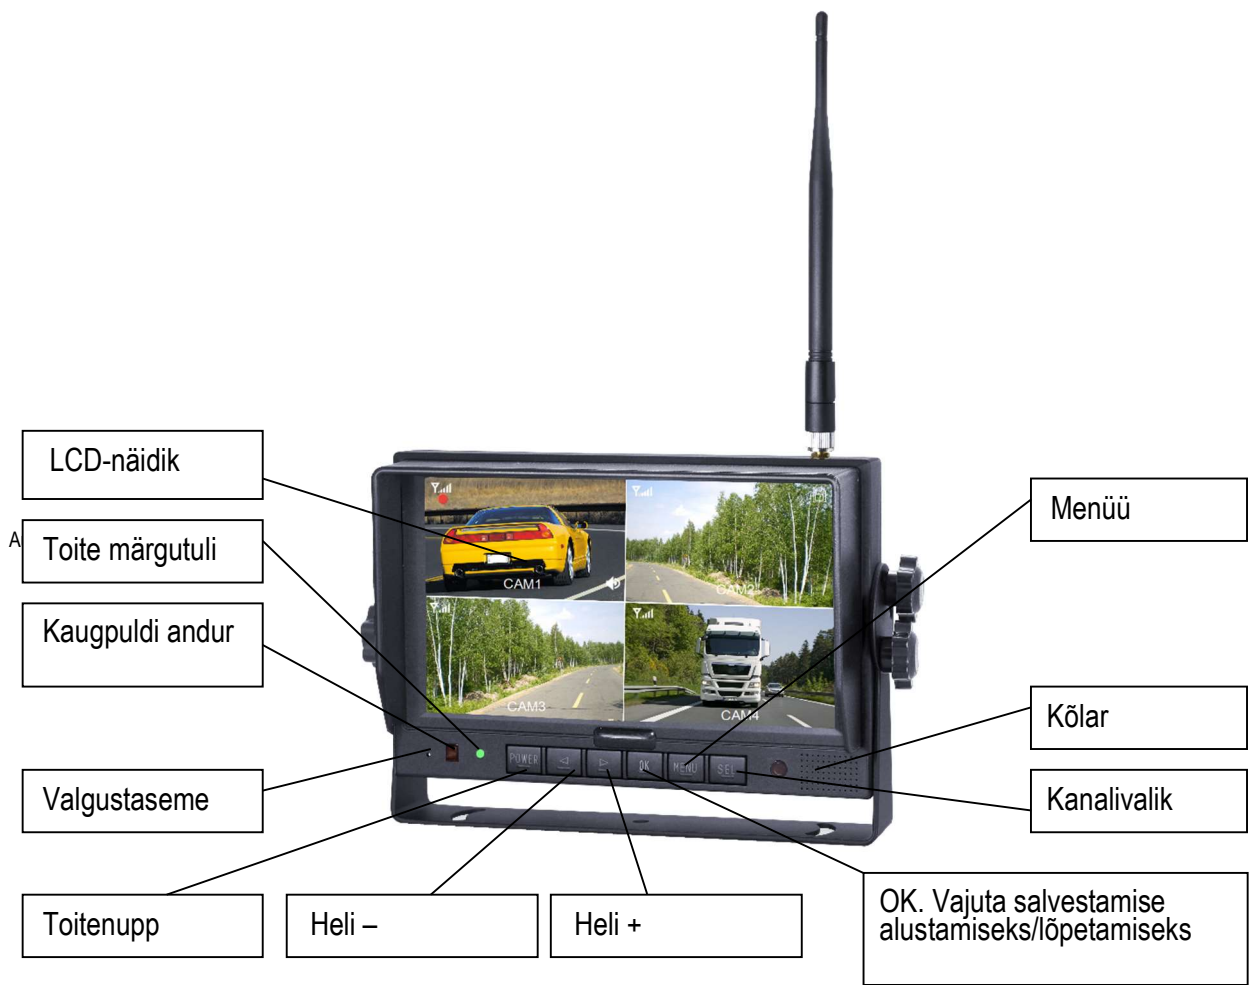 LCD-näidik
A
Toite märgutuli
Kaugpuldi andur
Valgustaseme
Toitenupp
Heli –
Heli +
OK. Vajuta salvestamise
alustamiseks/lõpetamiseks
Menüü
Kõlar
Kanalivalik
CAM1
CAM2
CAM3
CAM4
POWER
OK
MENU
SEL